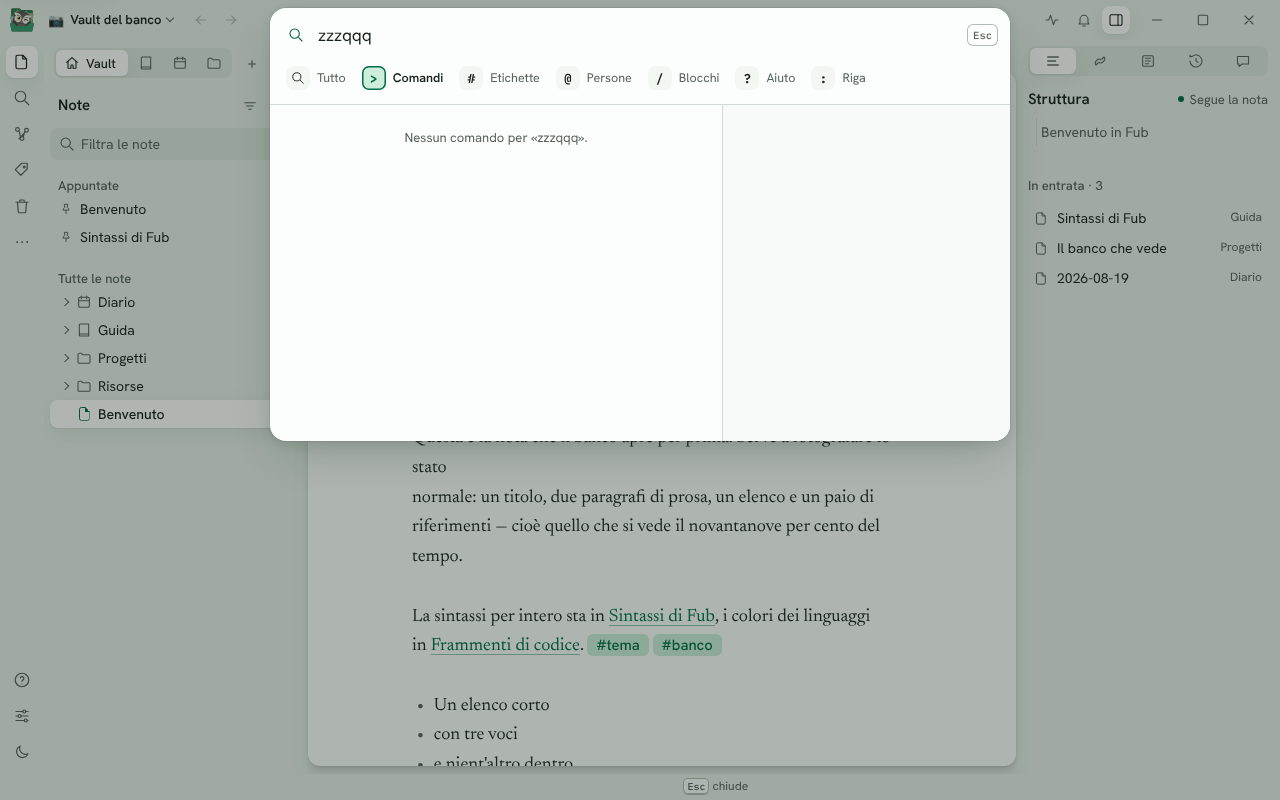 Vault del banco
zzzqqq
Esc
Vault
Tutto
> Comandi
# Etichette
@ Persone
/ Blocchi
? Aiuto
: Riga
Note
Filtra le note
Appuntate
Benvenuto
Sintassi di Fub
Tutte le note
Diario
Guida
Progetti
Risorse
Benvenuto
Nessun comando per «zzzqqq».
stato
normale: un titolo, due paragrafi di prosa, un elenco e un paio di
riferimenti — cioè quello che si vede il novantanove per cento del
tempo.
La sintassi per intero sta in Sintassi di Fub, i colori dei linguaggi
in Frammenti di codice. #tema #banco
• Un elenco corto
• con tre voci
• e nient'altro dentro
Struttura
Segue la nota
Benvenuto in Fub
In entrata · 3
Sintassi di Fub Guida
Il banco che vede Progetti
2026-08-19 Diario
Esc chiude